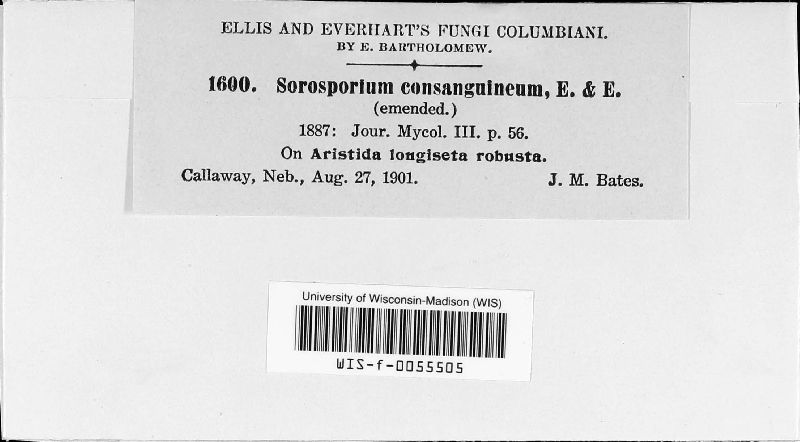 ELLIS AND EVERHART'S FUNGI COLUMBIANI.
BY E. BARTHOLOMEW.
1600. Sorosporium consanguineum, E. & E.
(emended.)
1887: Jour. Mycol. III. p. 56.
On Aristida longiseta robusta.
Callaway, Neb., Aug. 27, 1901. J. M. Bates.
University of Wisconsin-Madison (WIS)
WIS-f-0055505